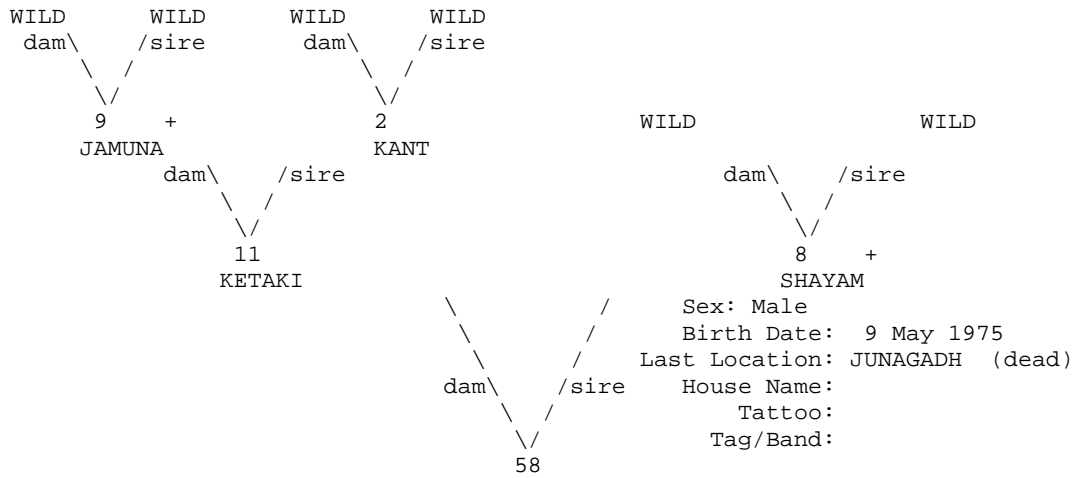 WILD WILD WILD WILD
dam\ /sire dam\ /sire
\ / \ /
\/ \/
9 + 2 WILD WILD
JAMUNA KANT
dam\ /sire dam\ /sire
\ / \ /
\/ \/
11 8 +
KETAKI SHAYAM
\ / Sex: Male
\ / Birth Date: 9 May 1975
\ / Last Location: JUNAGADH (dead)
dam\ /sire House Name:
\ / Tattoo:
\/ Tag/Band:
58